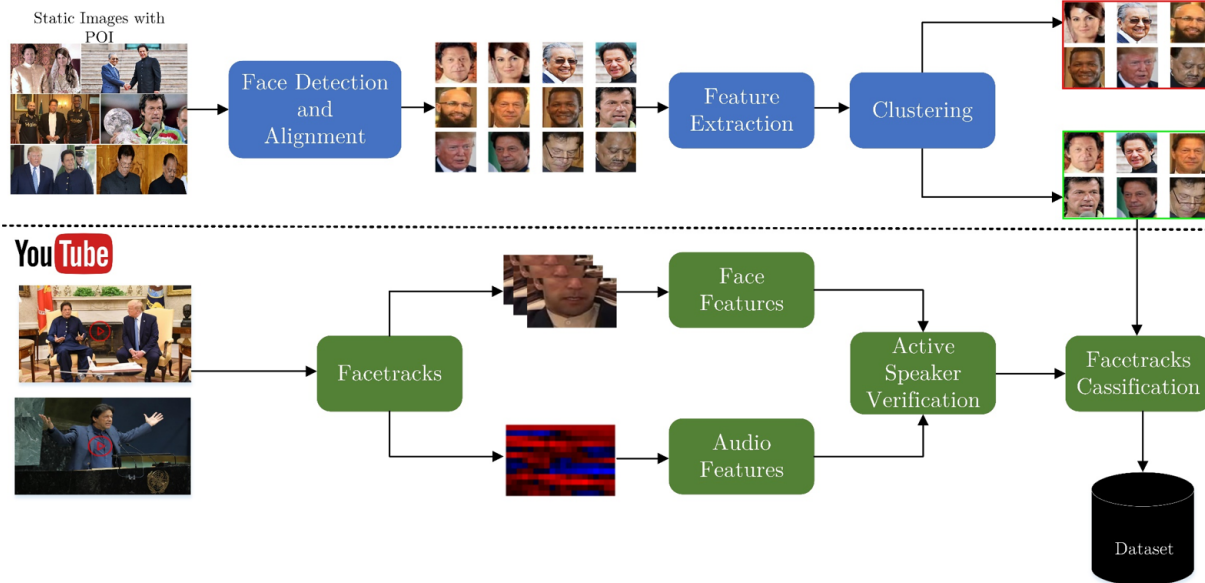 Static Images with
POI
Face Detection
and
Alignment
Feature
Extraction
Clustering
YouTube
Facetracks
Face
Features
Audio
Features
Active
Speaker
Verification
Facetracks
Cassification
Dataset